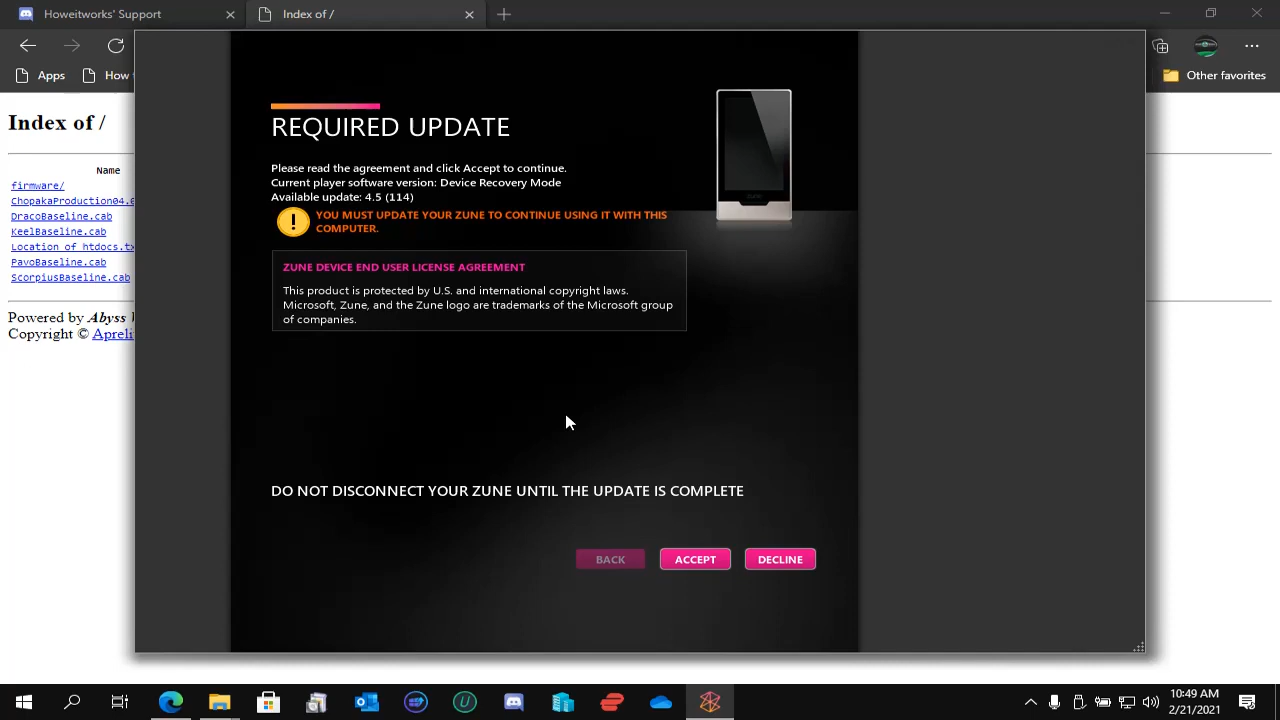 Howeitworks' Support
Index of /
Apps
How
Other favorites
Index of /
Name
firmware/
ChopakaProduction04.0
DracoBaseline.cab
KeelBaseline.cab
Location of htdocs.tx
PavoBaseline.cab
ScorpiusBaseline.cab
Powered by Abyss
Copyright © Apreli
REQUIRED UPDATE
Please read the agreement and click Accept to continue.
Current player software version: Device Recovery Mode
Available update: 4.5 (114)
YOU MUST UPDATE YOUR ZUNE TO CONTINUE USING IT WITH THIS
COMPUTER.
ZUNE DEVICE END USER LICENSE AGREEMENT
This product is protected by U.S. and international copyright laws.
Microsoft, Zune, and the Zune logo are trademarks of the Microsoft group
of companies.
DO NOT DISCONNECT YOUR ZUNE UNTIL THE UPDATE IS COMPLETE
BACK
ACCEPT
DECLINE
10:49 AM
2/21/2021